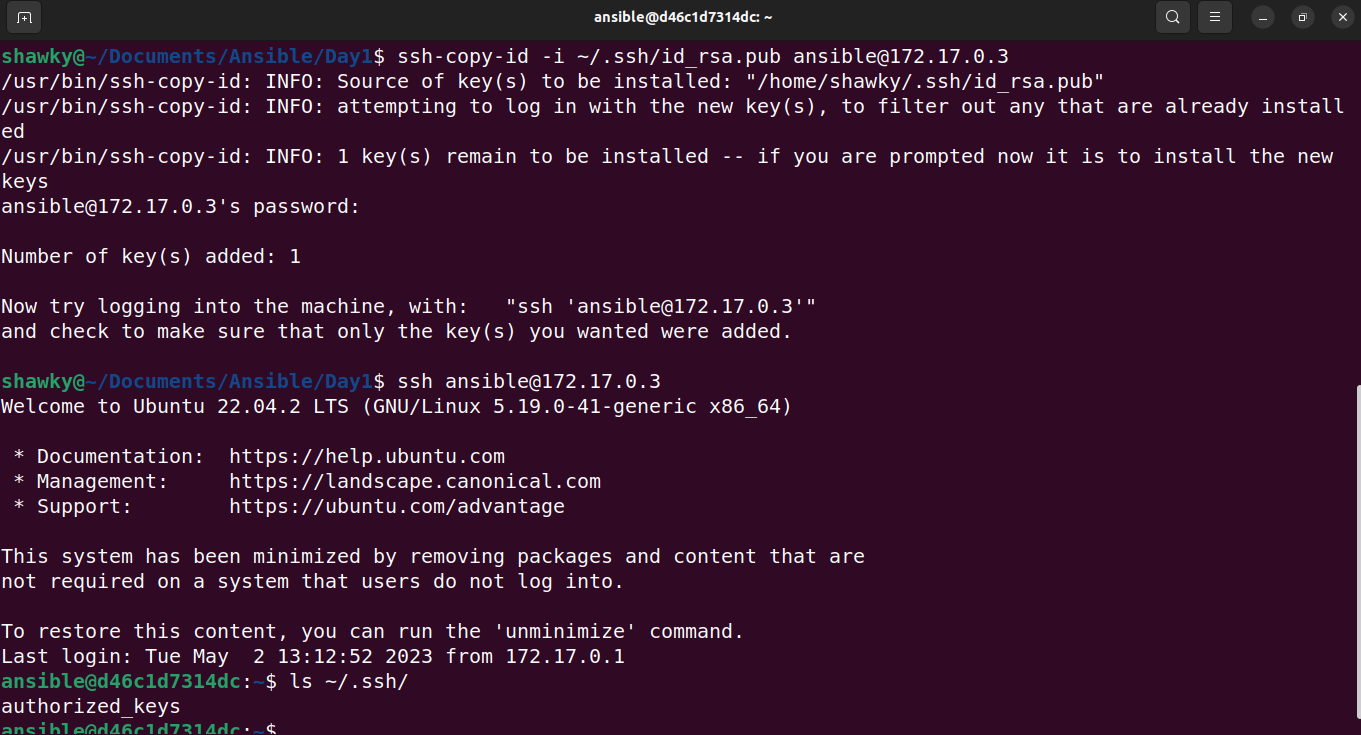 ansible@d46c1d7314dc: ~
shawky@~/Documents/Ansible/Day1$ ssh-copy-id -i ~/.ssh/id_rsa.pub ansible@172.17.0.3
/usr/bin/ssh-copy-id: INFO: Source of key(s) to be installed: "/home/shawky/.ssh/id_rsa.pub"
/usr/bin/ssh-copy-id: INFO: attempting to log in with the new key(s), to filter out any that are already install
ed
/usr/bin/ssh-copy-id: INFO: 1 key(s) remain to be installed -- if you are prompted now it is to install the new
keys
ansible@172.17.0.3's password:
Number of key(s) added: 1
Now try logging into the machine, with:   "ssh 'ansible@172.17.0.3'"
and check to make sure that only the key(s) you wanted were added.
shawky@~/Documents/Ansible/Day1$ ssh ansible@172.17.0.3
Welcome to Ubuntu 22.04.2 LTS (GNU/Linux 5.19.0-41-generic x86_64)
 * Documentation:  https://help.ubuntu.com
 * Management:     https://landscape.canonical.com
 * Support:        https://ubuntu.com/advantage
This system has been minimized by removing packages and content that are
not required on a system that users do not log into.
To restore this content, you can run the 'unminimize' command.
Last login: Tue May  2 13:12:52 2023 from 172.17.0.1
ansible@d46c1d7314dc:~$ ls ~/.ssh/
authorized_keys
ansible@d46c1d7314dc:~$